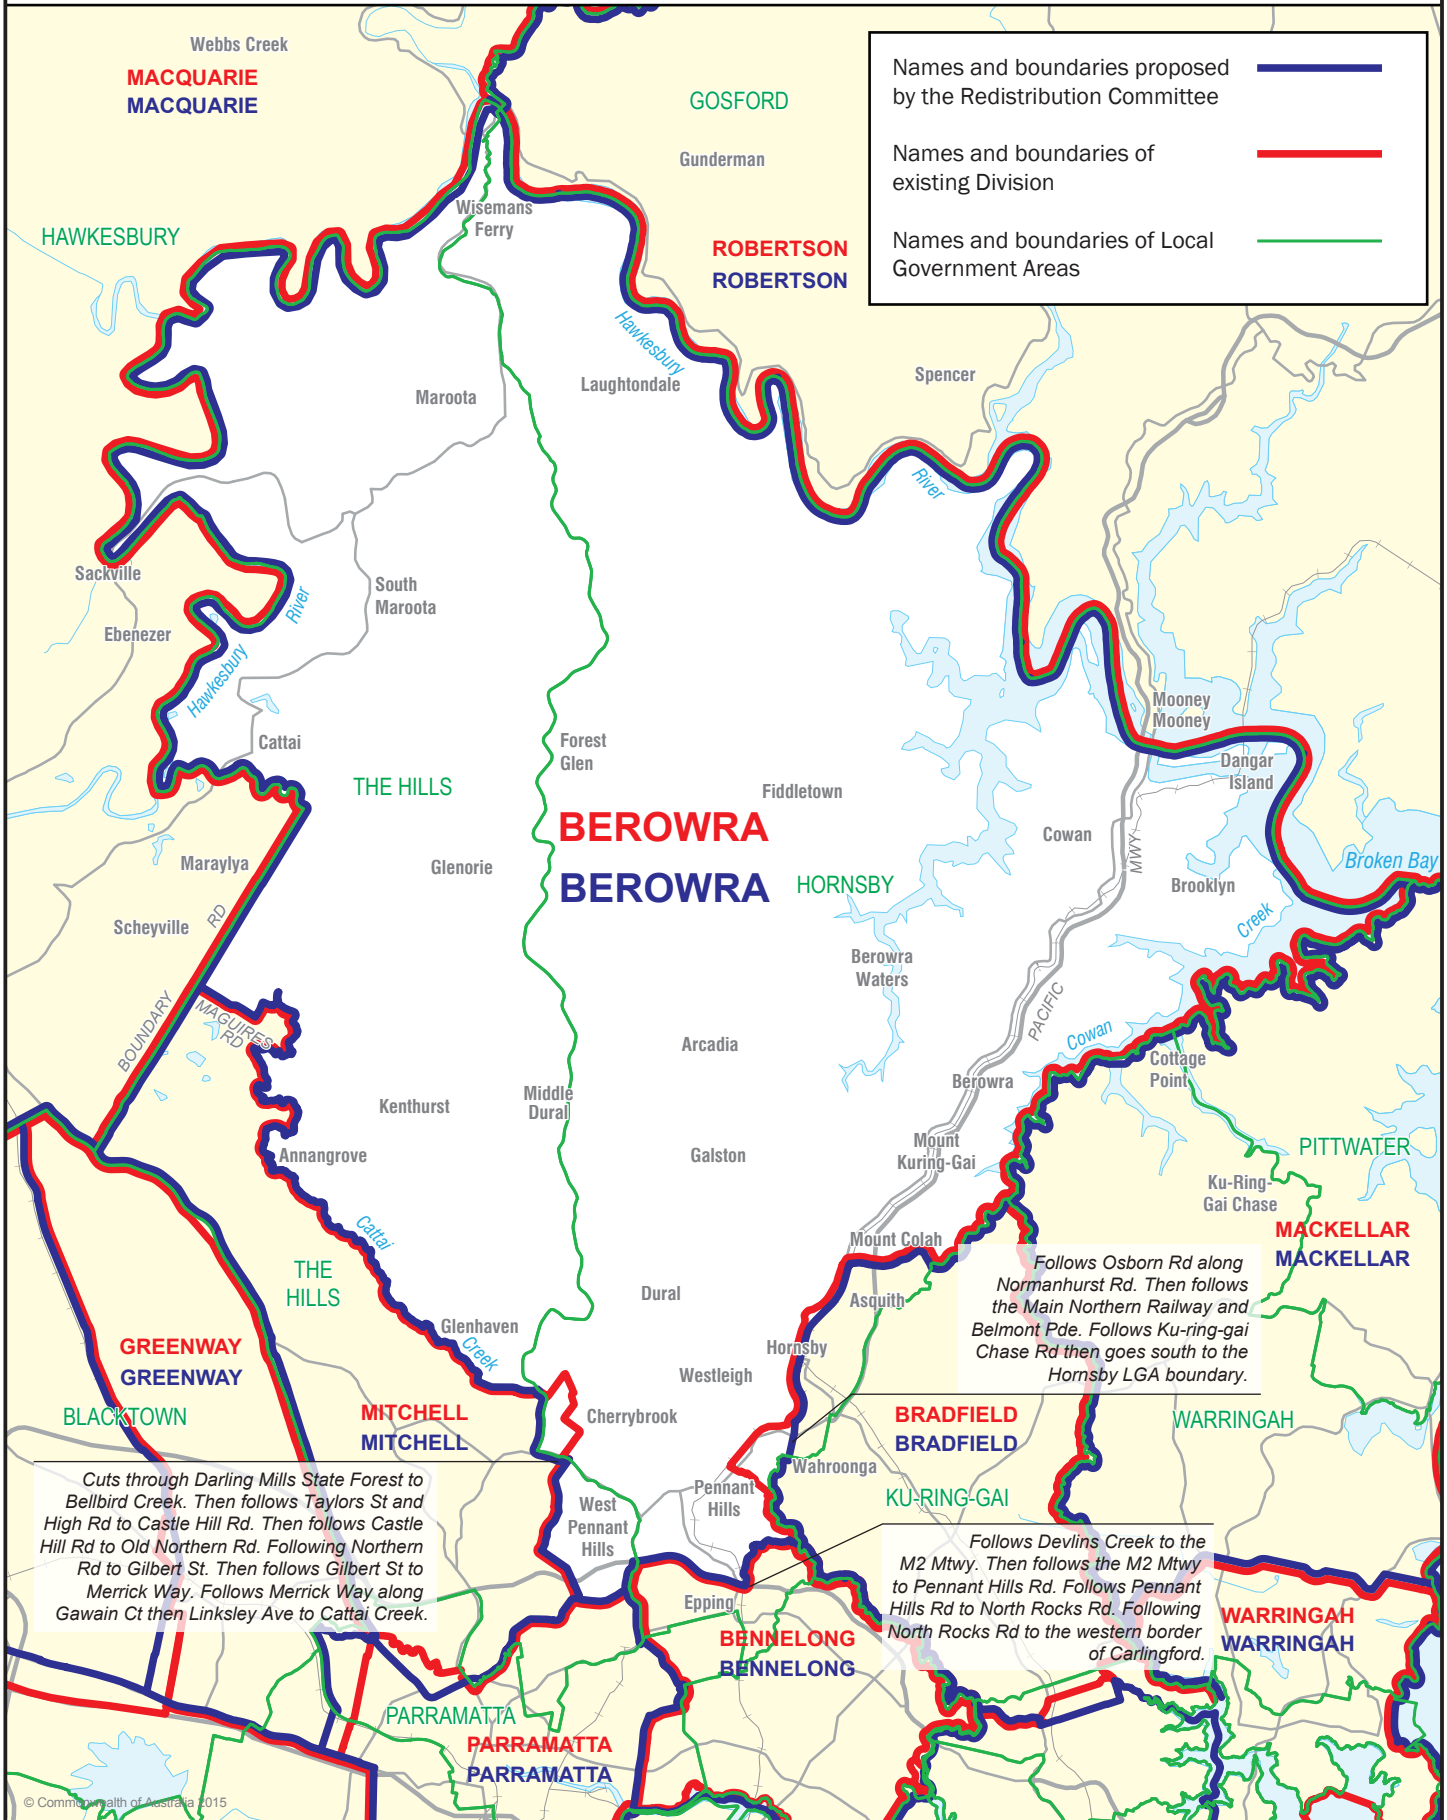 Names and boundaries proposed
by the Redistribution Committee
Names and boundaries of
existing Division
Names and boundaries of Local
Government Areas
Webbs Creek
MACQUARIE
MACQUARIE
GOSFORD
Gunderman
HAWKESBURY
Wisemans
Ferry
ROBERTSON
ROBERTSON
Hawkesbury
Spencer
Laughtondale
Maroota
River
Sackville
South
Maroota
River
Ebenezer
Hawkesbury
Cattai
Mooney
Mooney
Forest
Glen
Dangar
Island
THE HILLS
Fiddletown
BEROWRA
BEROWRA
Cowan
MWY
Broken Bay
Maraylya
Glenorie
HORNSBY
Brooklyn
Scheyville
RD
Creek
Berowra
Waters
PACIFIC
BOUNDARY
MAGUIRES
RD
Arcadia
Cowan
Cottage
Point
Berowra
Kenthurst
Middle
Dural
Annangrove
Galston
Mount
Kuring-Gai
PITTWATER
Ku-Ring-
Gai Chase
Cattai
Mount Colah
MACKELLAR
MACKELLAR
Follows Osborn Rd along
Normanhurst Rd. Then follows
the Main Northern Railway and
Belmont Pde. Follows Ku-ring-gai
Chase Rd then goes south to the
Hornsby LGA boundary.
THE
HILLS
Dural
Asquith
Glenhaven
Creek
Hornsby
GREENWAY
GREENWAY
Westleigh
BLACKTOWN
MITCHELL
MITCHELL
Cherrybrook
BRADFIELD
BRADFIELD
WARRINGAH
Wahroonga
Cuts through Darling Mills State Forest to
Bellbird Creek. Then follows Taylors St and
High Rd to Castle Hill Rd. Then follows Castle
Hill Rd to Old Northern Rd. Following Northern
Rd to Gilbert St. Then follows Gilbert St to
Merrick Way. Follows Merrick Way along
Gawain Ct then Linksley Ave to Cattai Creek.
West
Pennant
Hills
Pennant
Hills
KU-RING-GAI
Follows Devlins Creek to the
M2 Mtwy. Then follows the M2 Mtwy
to Pennant Hills Rd. Follows Pennant
Hills Rd to North Rocks Rd. Following
North Rocks Rd to the western border
of Carlingford.
Epping
BENNELONG
BENNELONG
WARRINGAH
WARRINGAH
PARRAMATTA
PARRAMATTA
PARRAMATTA
© Commonwealth of Australia 2015